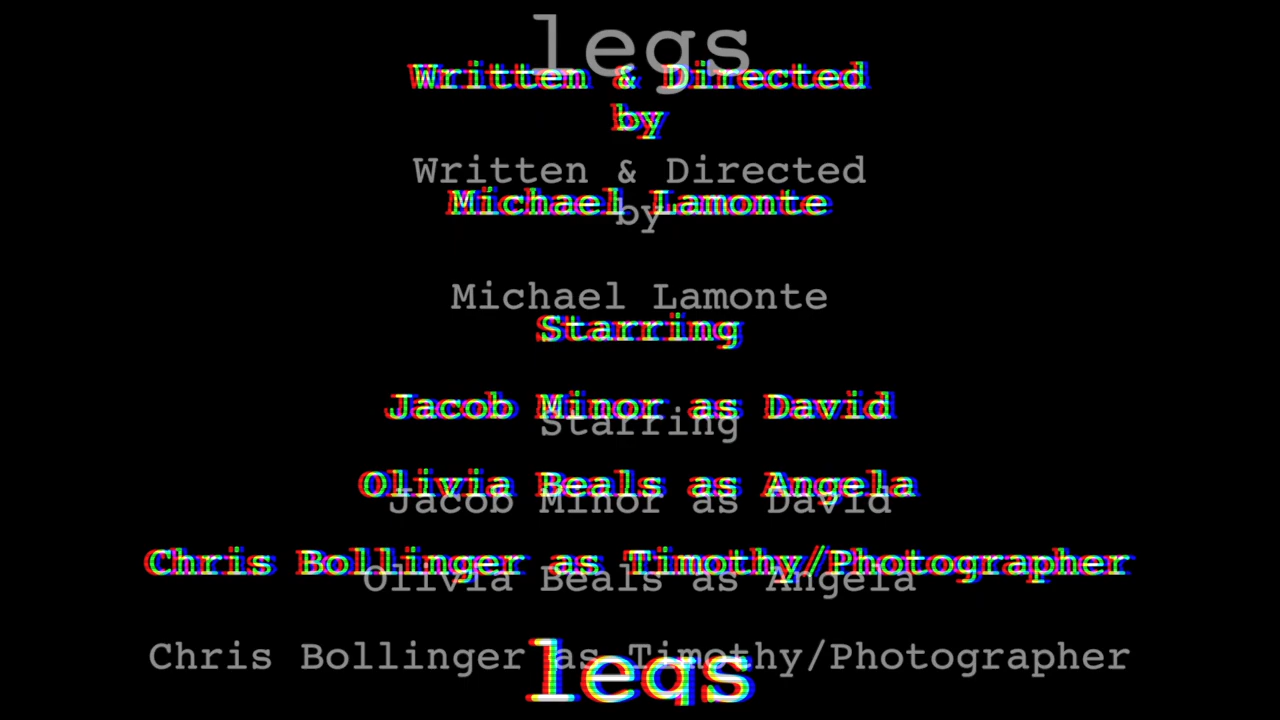 legs
Written & Directed
by
Written & Directed
Michael Lamonte
by
Michael Lamonte
Starring
Jacob Minor as David
Starring
Olivia Beals as Angela
Jacob Minor as David
Chris Bollinger as Timothy/Photographer
Olivia Beals as Angela
Chris Bollinger as Timothy/Photographer
legs